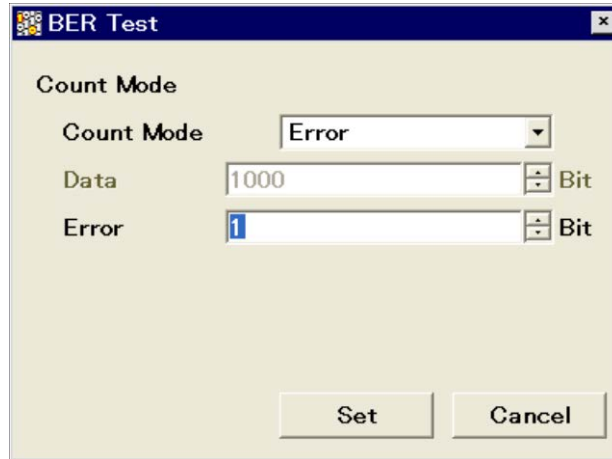 BER Test
Count Mode
Count Mode Error
Data 1000 Bit
Error 1 Bit
Set Cancel